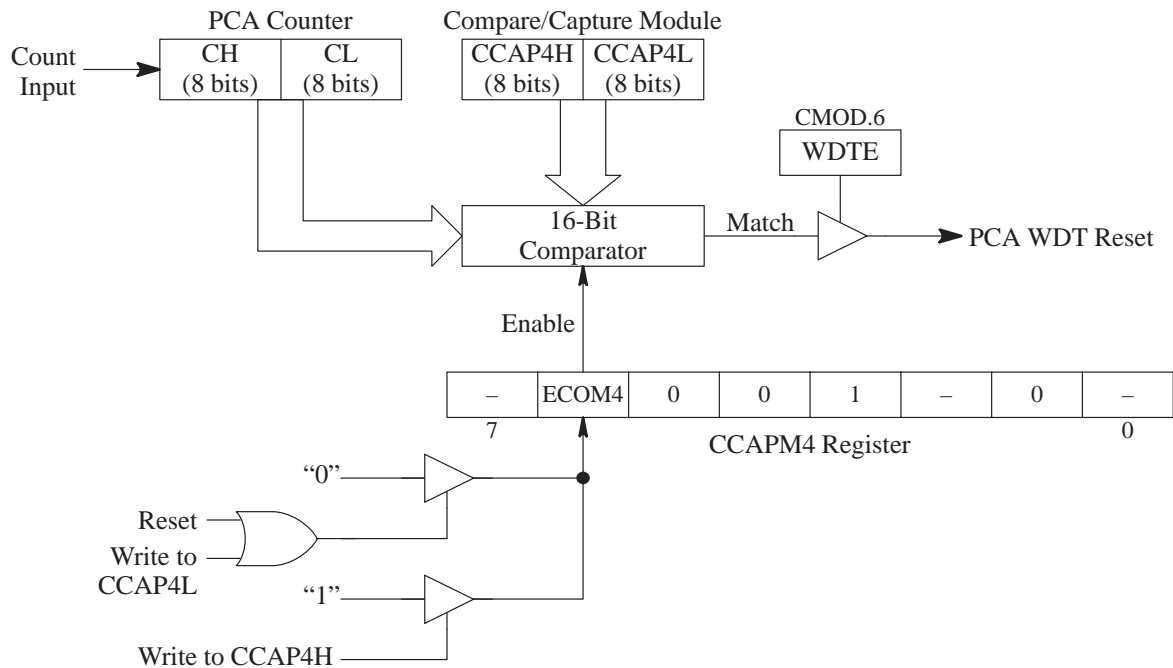 PCA Counter
Compare/Capture Module
Count
Input
CH
(8 bits)
CL
(8 bits)
CCAP4H
(8 bits)
CCAP4L
(8 bits)
CMOD.6
WDTE
16-Bit
Comparator
Match
PCA WDT Reset
Enable
– ECOM4 0 0 1 – 0 –
7
0
CCAPM4 Register
“0”
Reset
Write to
CCAP4L
“1”
Write to CCAP4H